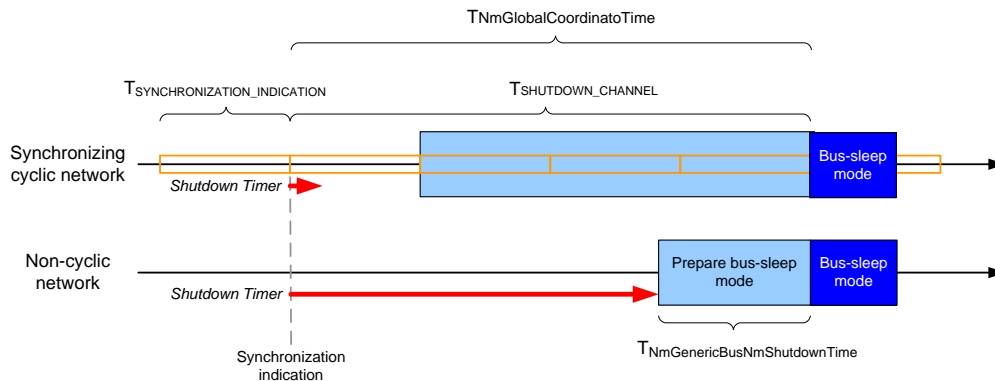 TNmGlobalCoordinatoTime
TSYNCHRONIZATION_INDICATION
TSHUTDOWN_CHANNEL
Synchronizing
cyclic network
Bus-sleep
mode
Shutdown Timer
Non-cyclic
network
Prepare bus-sleep
mode
Bus-sleep
mode
Shutdown Timer
TNmGenericBusNmShutdownTime
Synchronization
indication